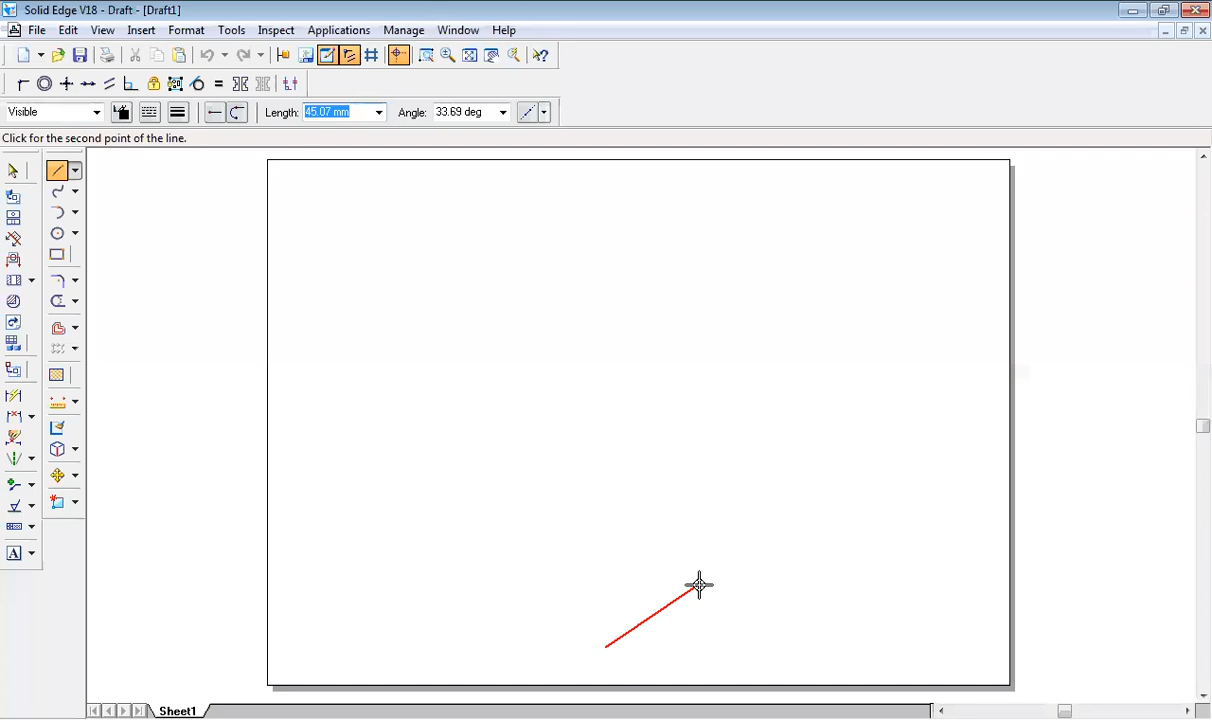 Solid Edge V18 - Draft - [Draft1]
File Edit View Insert Format Tools Inspect Applications Manage Window Help
Visible Length: 45.07 mm Angle: 33.69 deg
Click for the second point of the line.
A
Sheet1